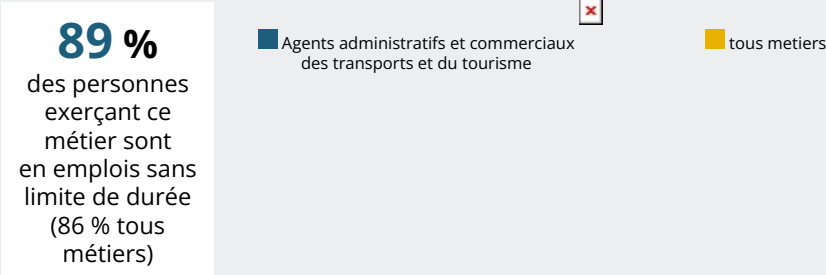 89 %
des personnes
exerçant ce
métier sont
en emplois sans
limite de durée
(86 % tous
métiers)
Agents administratifs et commerciaux
des transports et du tourisme
tous metiers